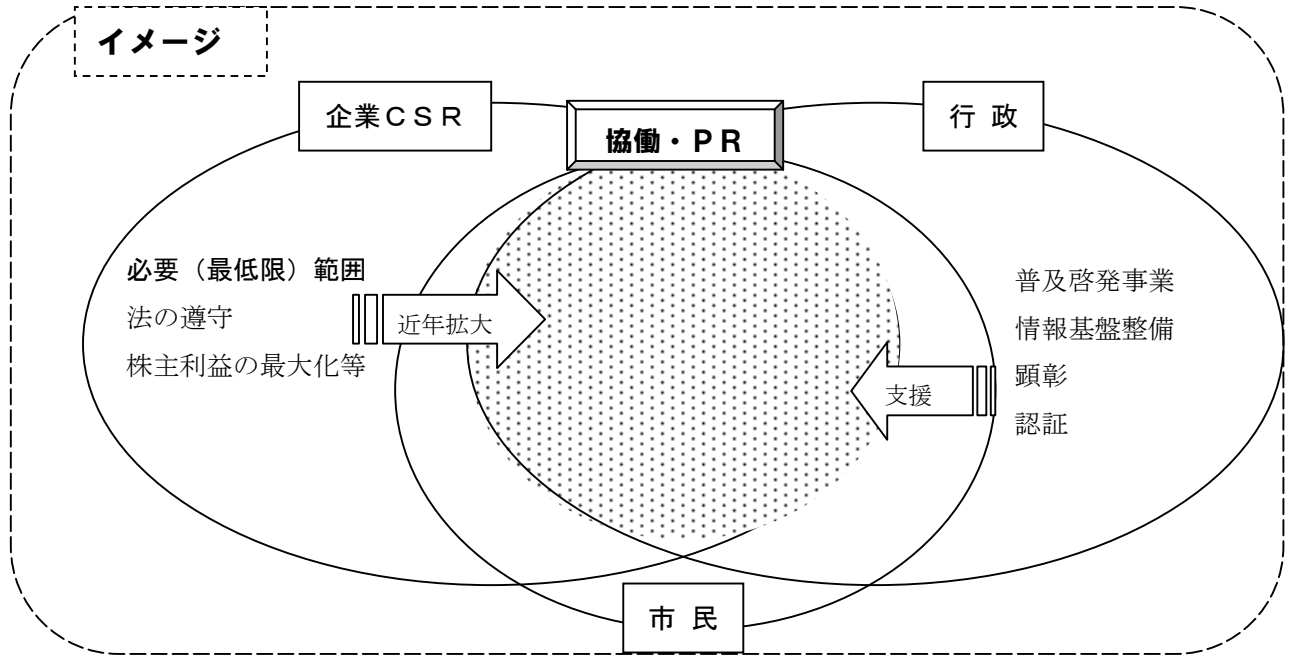 イメージ
企業CSR
協働・PR
行 政
必要（最低限）範囲
法の遵守
株主利益の最大化等
近年拡大
普及啓発事業
情報基盤整備
顕彰
認証
支援
市 民